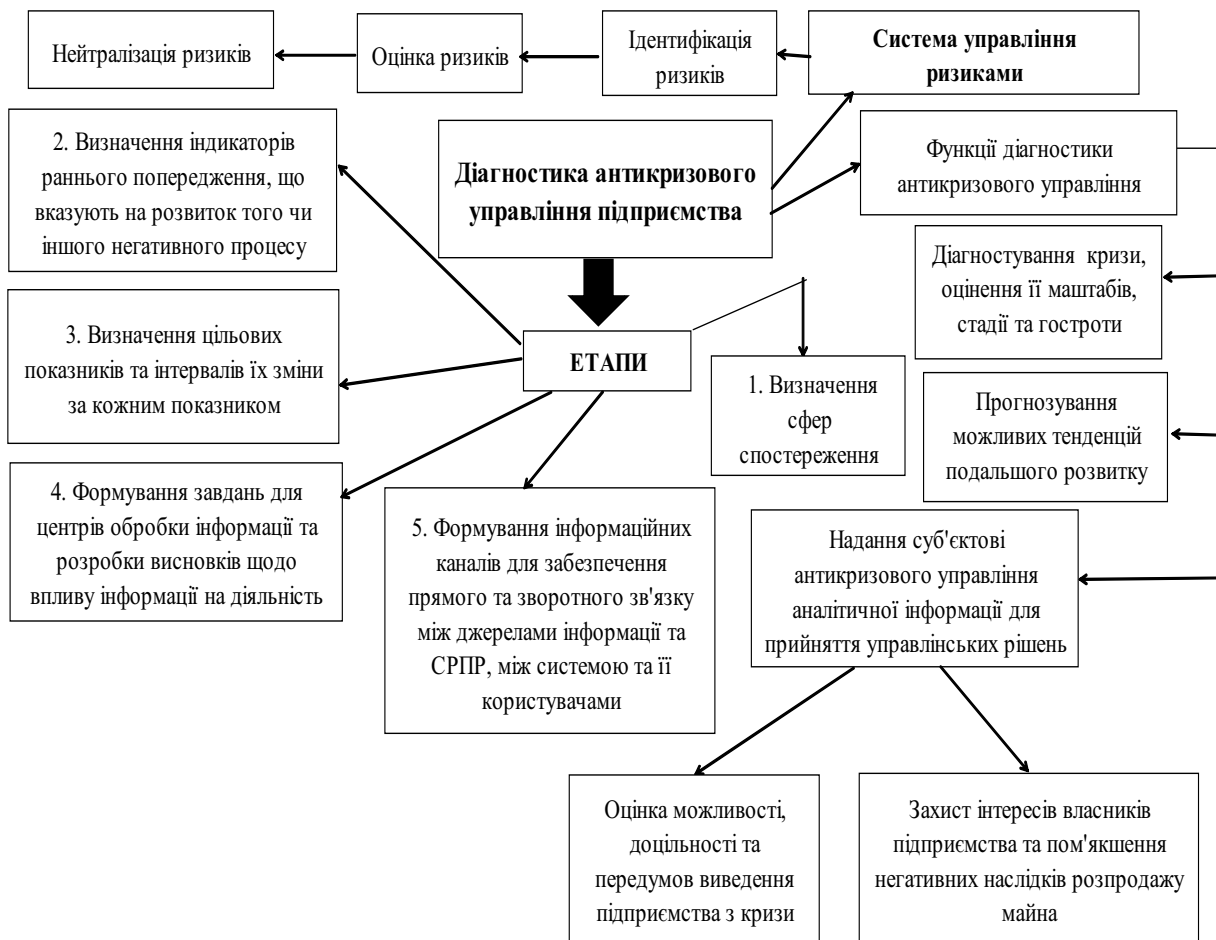 Нейтралізація ризиків
Оцінка ризиків
Ідентифікація
ризиків
Система управління
ризиками
2. Визначення індикаторів
раннього попередження, що
вказують на розвиток того чи
іншого негативного процесу
Діагностика антикризового
управління підприємства
Функції діагностики
антикризового управління
Діагностування кризи,
оцінення її маштабів,
стадії та гостроти
3. Визначення цільових
показників та інтервалів їх зміни
за кожним показником
ЕТАПИ
1. Визначення
сфер
спостереження
Прогнозування
можливих тенденцій
подальшого розвитку
4. Формування завдань для
центрів обробки інформації та
розробки висновків щодо
впливу інформації на діяльність
5. Формування інформаційних
каналів для забезпечення
прямого та зворотного зв'язку
між джерелами інформації та
СРПР, між системою та її
користувачами
Надання суб'єктові
антикризового управління
аналітичної інформації для
прийняття управлінських рішень
Оцінка можливості,
доцільності та
передумов виведення
підприємства з кризи
Захист інтересів власників
підприємства та пом'якшення
негативних наслідків розпродажу
майна